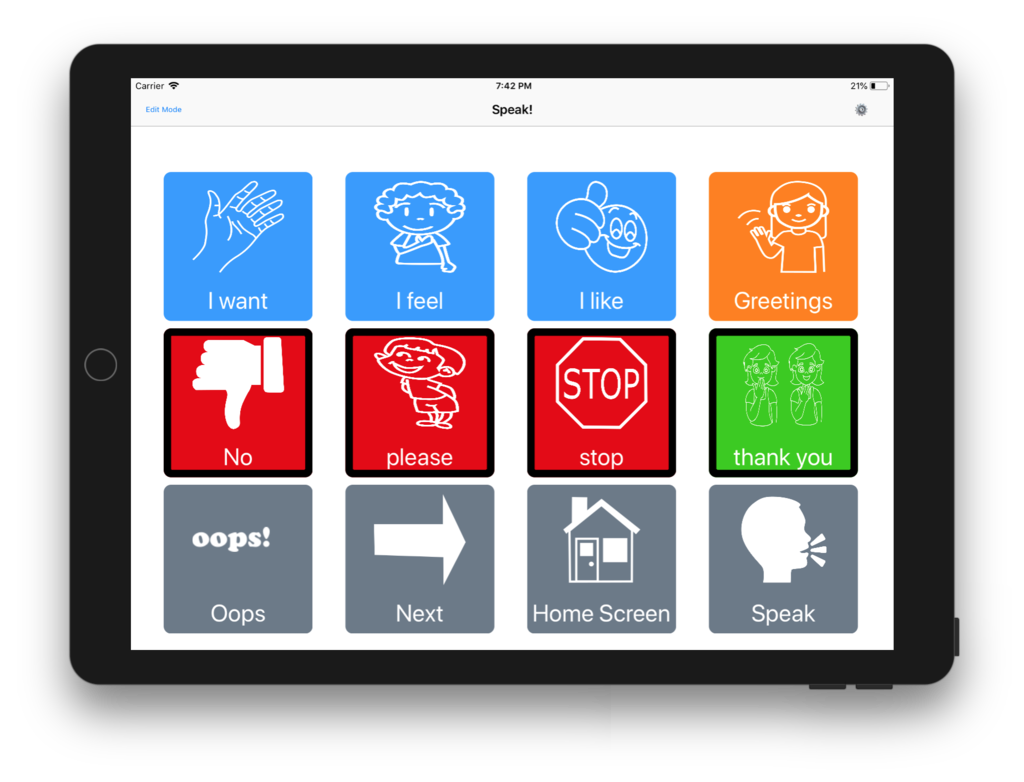 Carrier 7:42 PM 21%
Edit Mode Speak!
I want I feel I like Greetings
STOP
No please stop thank you
oops!
Oops Next Home Screen Speak